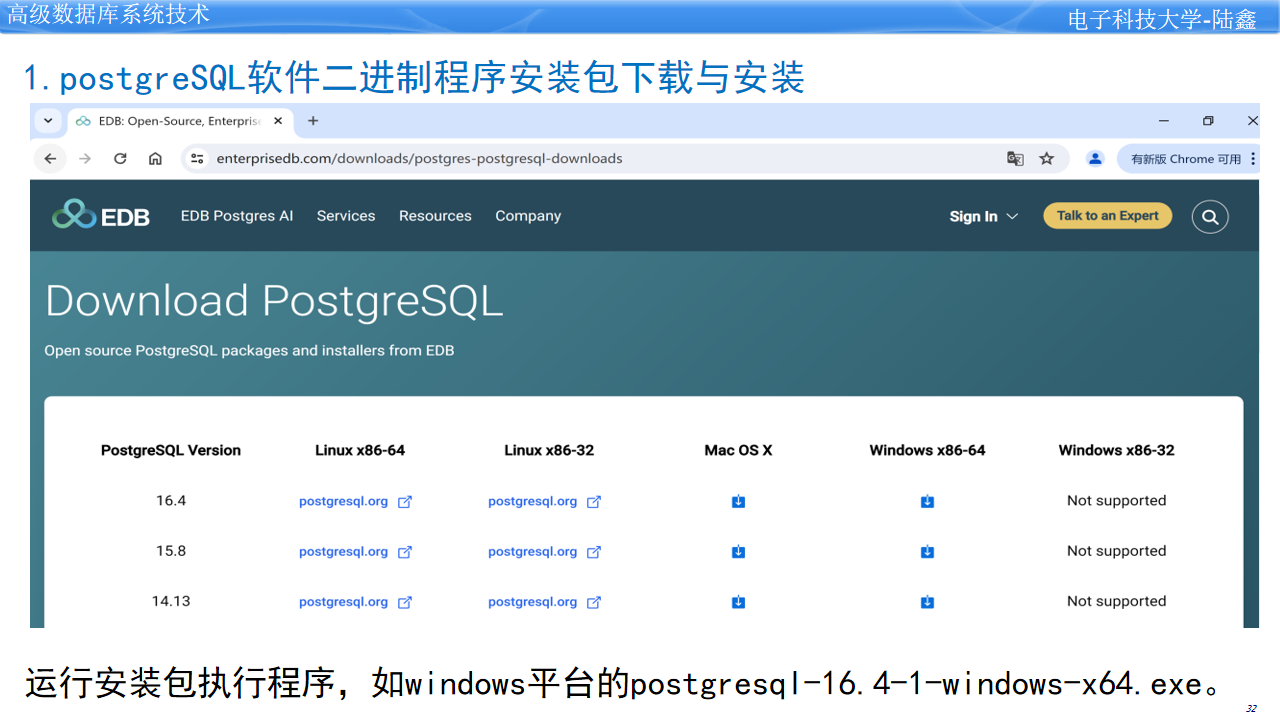 高级数据库系统技术
电子科技大学-陆鑫
1.postgreSQL软件二进制程序安装包下载与安装
EDB: Open-Source, Enterprise
enterprisedb.com/downloads/postgres-postgresql-downloads
有新版 Chrome 可用
EDB EDB Postgres AI Services Resources Company Sign In Talk to an Expert
Download PostgreSQL
Open source PostgreSQL packages and installers from EDB
PostgreSQL Version Linux x86-64 Linux x86-32 Mac OS X Windows x86-64 Windows x86-32
16.4 postgresql.org postgresql.org Not supported
15.8 postgresql.org postgresql.org Not supported
14.13 postgresql.org postgresql.org Not supported
运行安装包执行程序，如windows平台的postgresql-16.4-1-windows-x64.exe。
32